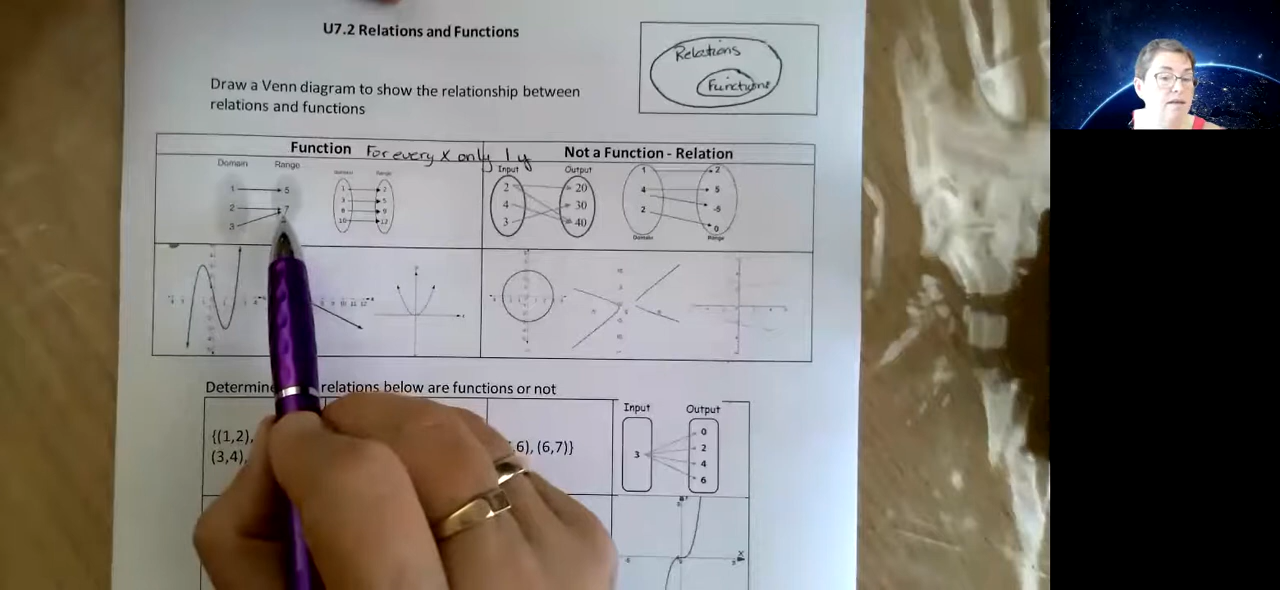 U7.2 Relations and Functions
Relations
Functions
Draw a Venn diagram to show the relationship between
relations and functions
Function For every x only 1 y
Not a Function - Relation
Domain Range
1 5
2 7
3
Input Output
2 20
4 30
3 40
1 2
4 5
2 -5
0
Domain Range
Determine relations below are functions or not
{(1,2),
(3,4),
6), (6,7)}
Input Output
3
0
2
4
6